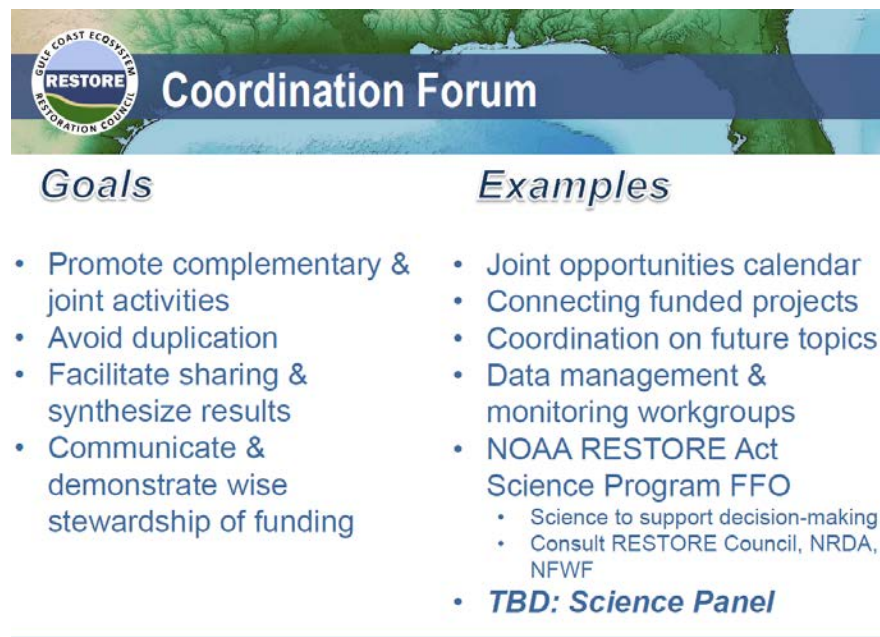 GULF COAST ECOSYSTEM
RESTORE
RESTORATION COUNCIL
Coordination Forum
Goals
• Promote complementary &
joint activities
• Avoid duplication
• Facilitate sharing &
synthesize results
• Communicate &
demonstrate wise
stewardship of funding
Examples
• Joint opportunities calendar
• Connecting funded projects
• Coordination on future topics
• Data management &
monitoring workgroups
• NOAA RESTORE Act
Science Program FFO
• Science to support decision-making
• Consult RESTORE Council, NRDA,
NFWF
• TBD: Science Panel